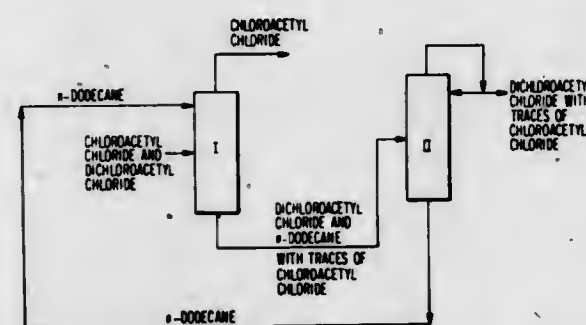 CHLOROACETYL
CHLORIDE
n-DODECANE
CHLOROACETYL
CHLORIDE AND
DICHLOROACETYL
CHLORIDE
I
II
DICHLOROACETY
CHLORIDE WITH
TRACES OF
CHLOROACETYL
CHLORIDE
DICHLOROACETYL
CHLORIDE AND
n-DODECANE
WITH TRACES OF
CHLOROACETYL
CHLORIDE
n-DODECANE